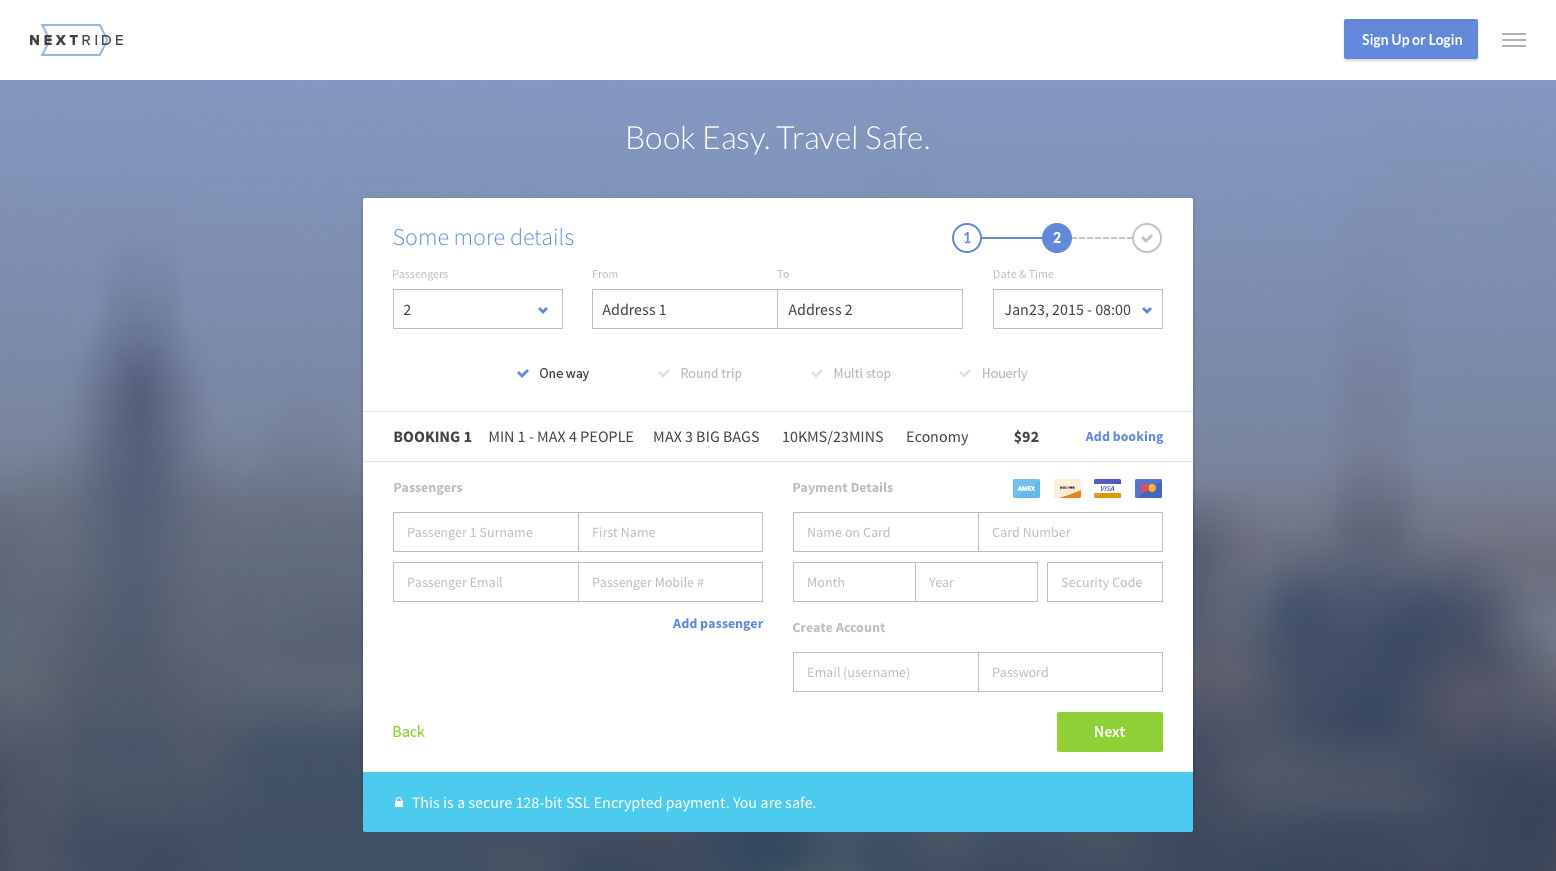 NEXTRIDE
Sign Up or Login
Book Easy. Travel Safe.
Some more details
1
2
Passengers
From
To
Date & Time
2
Address 1
Address 2
Jan23, 2015 - 08:00
One way
Round trip
Multi stop
Houerly
BOOKING 1 MIN 1 - MAX 4 PEOPLE MAX 3 BIG BAGS 10KMS/23MINS Economy $92 Add booking
Passengers
Payment Details
AMEX
DISCOVER
VISA
Passenger 1 Surname
First Name
Name on Card
Card Number
Passenger Email
Passenger Mobile #
Month
Year
Security Code
Add passenger
Create Account
Email (username)
Password
Back
Next
This is a secure 128-bit SSL Encrypted payment. You are safe.